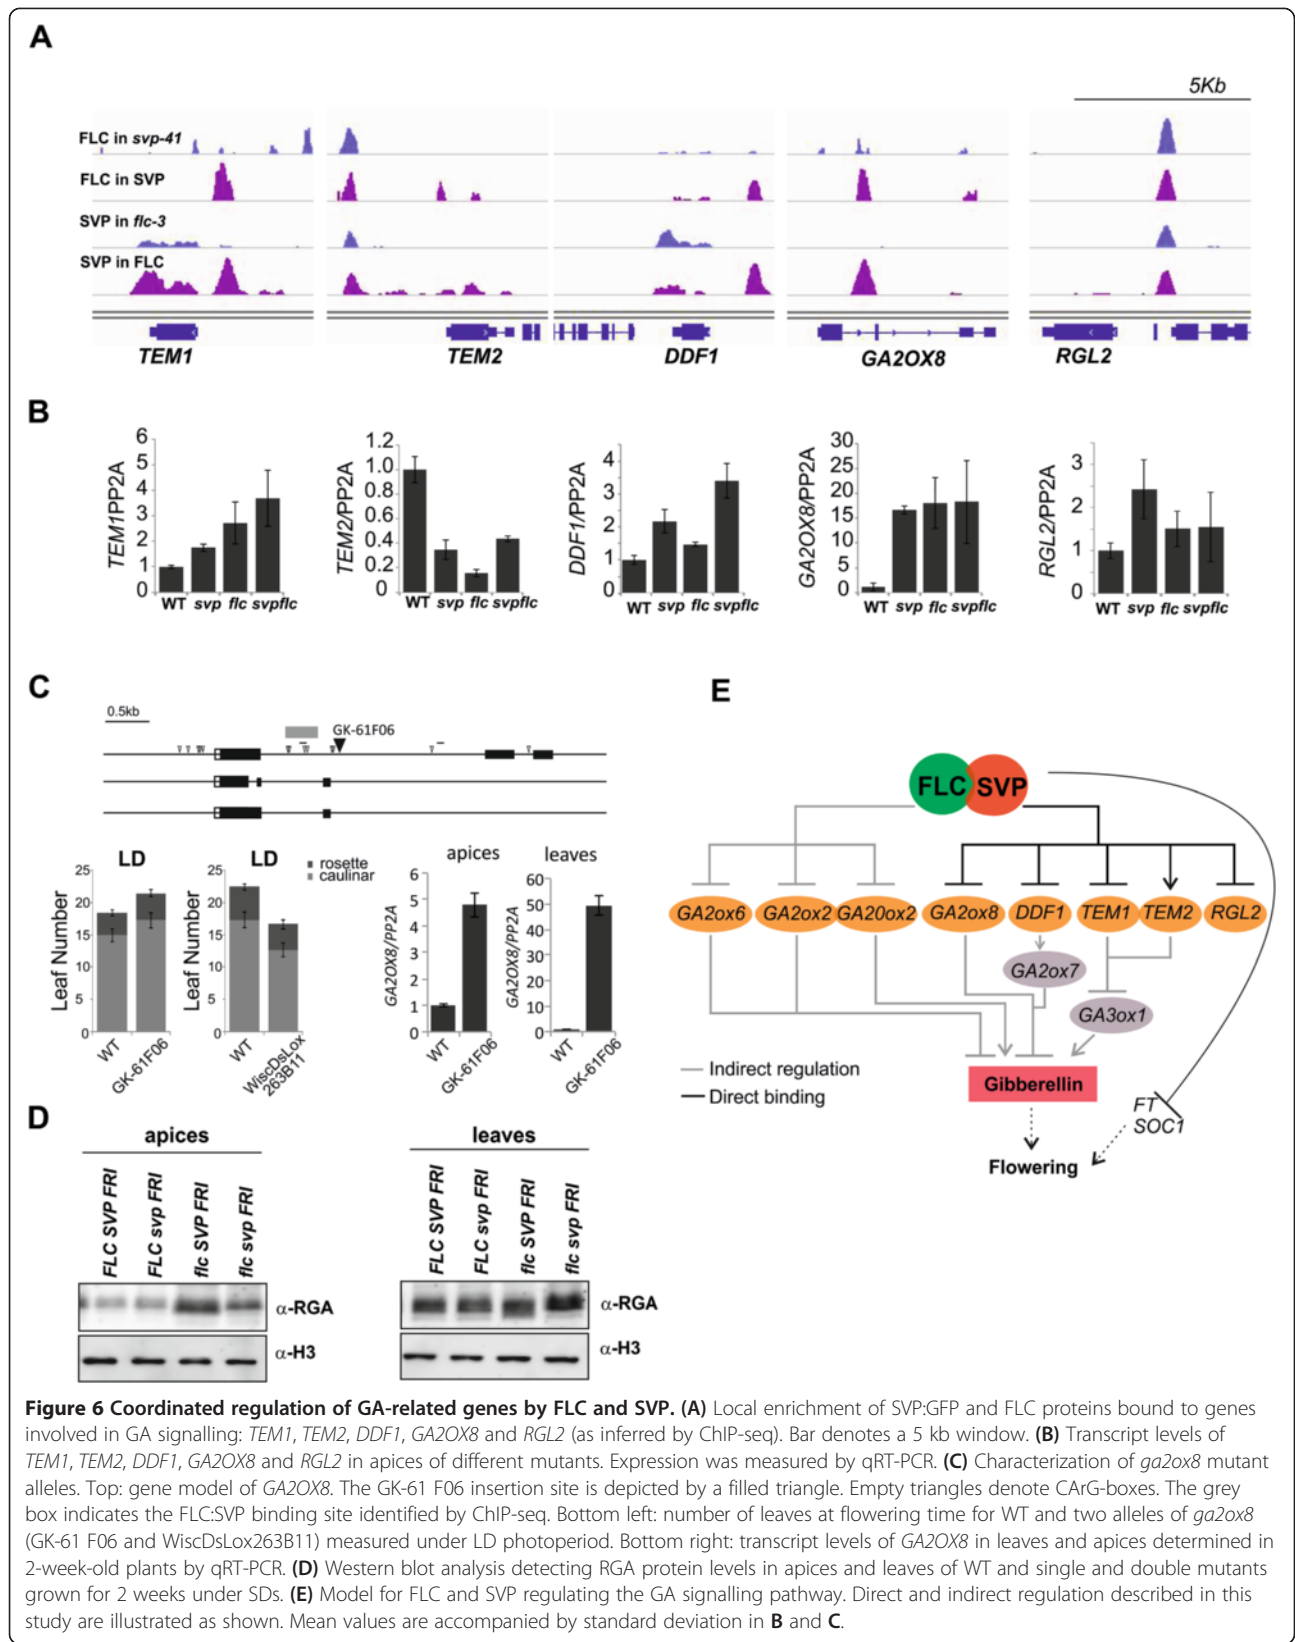 A
5Kb
FLC in svp-41
FLC in SVP
SVP in flc-3
SVP in FLC
TEM1 TEM2 DDF1 GA2OX8 RGL2
B
TEM1PP2A
6
5
4
3
2
1
0
WT svp flc svpflc
TEM2/PP2A
1.2
1.0
0.8
0.6
0.4
0.2
0
WT svp flc svpflc
DDF1/PP2A
4
3
2
1
0
WT svp flc svpflc
GA2OX8/PP2A
30
25
20
15
10
5
0
WT svp flc svpflc
RGL2/PP2A
3
2
1
0
WT svp flc svpflc
C
0.5kb
GK-61F06
LD
Leaf Number
25
20
15
10
5
0
WT
GK-61F06
LD
Leaf Number
25
20
15
10
5
0
WT
WiscDsLox
263B11
rosette
caulinar
apices
GA2OX8/PP2A
6
5
4
3
2
1
0
WT
GK-61F06
leaves
GA2OX8/PP2A
60
50
40
30
20
10
0
WT
GK-61F06
D
apices
FLC SVP FRI
FLC svp FRI
flc SVP FRI
flc svp FRI
α-RGA
α-H3
leaves
FLC SVP FRI
FLC svp FRI
flc SVP FRI
flc svp FRI
α-RGA
α-H3
E
FLC SVP
GA2ox6 GA2ox2 GA20ox2 GA2ox8 DDF1 TEM1 TEM2 RGL2
GA2ox7
GA3ox1
Indirect regulation
Direct binding
Gibberellin
FT
SOC1
Flowering
Figure 6 Coordinated regulation of GA-related genes by FLC and SVP. (A) Local enrichment of SVP:GFP and FLC proteins bound to genes
involved in GA signalling: TEM1, TEM2, DDF1, GA2OX8 and RGL2 (as inferred by ChIP-seq). Bar denotes a 5 kb window. (B) Transcript levels of
TEM1, TEM2, DDF1, GA2OX8 and RGL2 in apices of different mutants. Expression was measured by qRT-PCR. (C) Characterization of ga2ox8 mutant
alleles. Top: gene model of GA2OX8. The GK-61 F06 insertion site is depicted by a filled triangle. Empty triangles denote CArG-boxes. The grey
box indicates the FLC:SVP binding site identified by ChIP-seq. Bottom left: number of leaves at flowering time for WT and two alleles of ga2ox8
(GK-61 F06 and WiscDsLox263B11) measured under LD photoperiod. Bottom right: transcript levels of GA2OX8 in leaves and apices determined in
2-week-old plants by qRT-PCR. (D) Western blot analysis detecting RGA protein levels in apices and leaves of WT and single and double mutants
grown for 2 weeks under SDs. (E) Model for FLC and SVP regulating the GA signalling pathway. Direct and indirect regulation described in this
study are illustrated as shown. Mean values are accompanied by standard deviation in B and C.